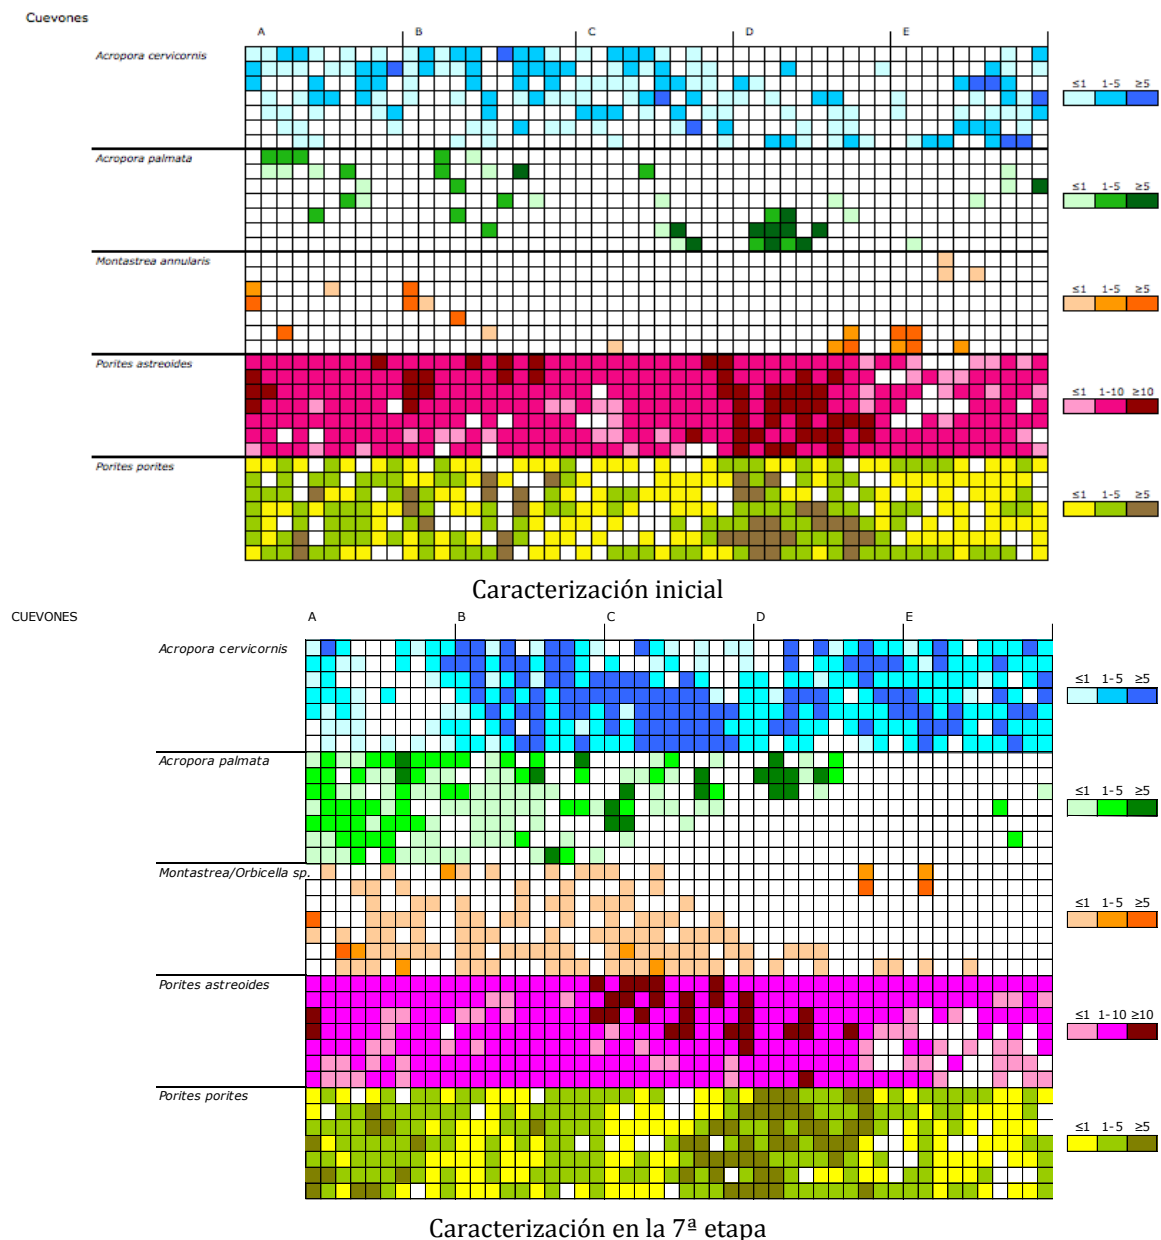 Cuevones
A B C D E
Acropora cervicornis
≤1 1-5 ≥5
Acropora palmata
≤1 1-5 ≥5
Montastrea annularis
≤1 1-5 ≥5
Porites astreoides
≤1 1-10 ≥10
Porites porites
≤1 1-5 ≥5
Caracterización inicial
CUEVONES A B C D E
Acropora cervicornis
≤1 1-5 ≥5
Acropora palmata
≤1 1-5 ≥5
Montastrea/Orbicella sp.
≤1 1-5 ≥5
Porites astreoides
≤1 1-10 ≥10
Porites porites
≤1 1-5 ≥5
Caracterización en la 7ª etapa